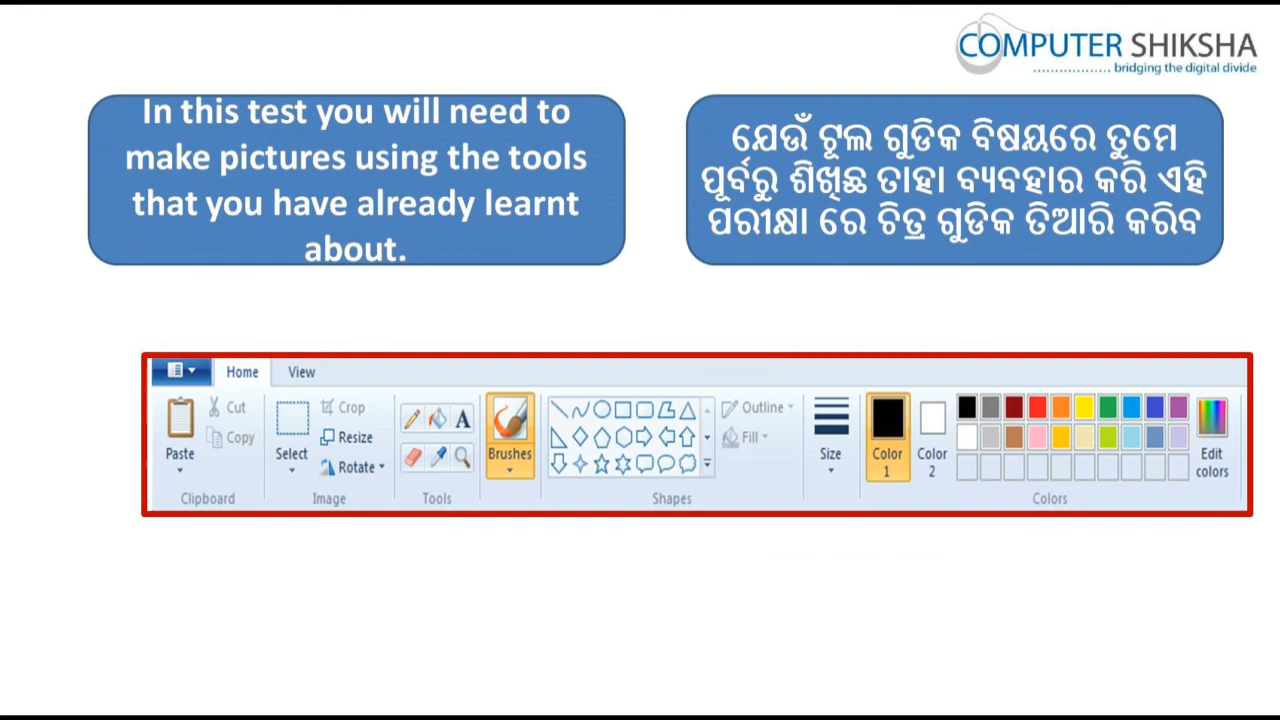 COMPUTER SHIKSHA
.................. bridging the digital divide
In this test you will need to
make pictures using the tools
that you have already learnt
about.
ଯେଉଁ ଟୂଲ ଗୁଡିକ ବିଷୟରେ ତୁମେ
ପୂର୍ବରୁ ଶିଖିଛ ତାହା ବ୍ୟବହାର କରି ଏହି
ପରୀକ୍ଷା ରେ ଚିତ୍ର ଗୁଡିକ ତିଆରି କରିବ
Home View
Paste
Cut
Copy
Clipboard
Select
Crop
Resize
Rotate
Image
A
Tools
Brushes
Outline
Fill
Shapes
Size
Color
1
Color
2
Edit
colors
Colors